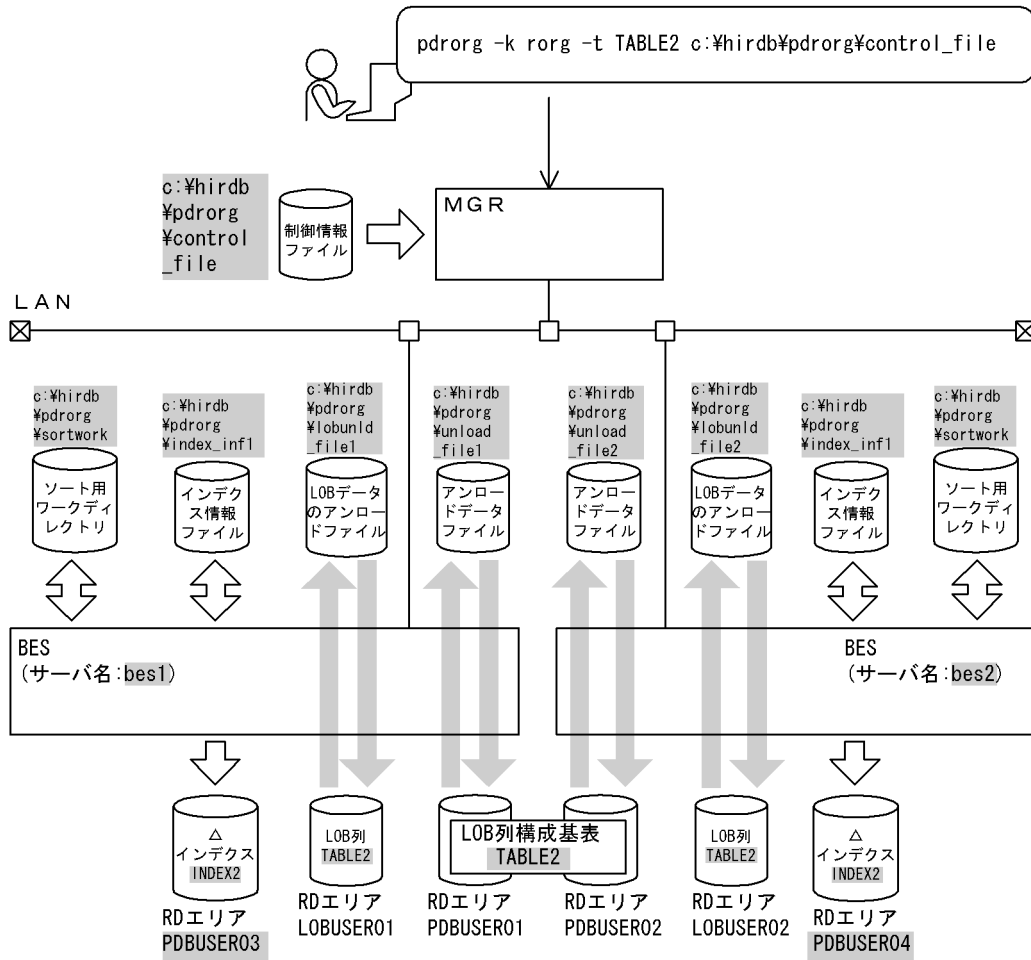 pdrorg -k rorg -t TABLE2 c:¥hirdb¥pdrorg¥control_file
c:¥hirdb
¥pdrorg
¥control
_file
制御情報
ファイル
ＭＧＲ
ＬＡＮ
c:¥hirdb
¥pdrorg
¥sortwork
c:¥hirdb
¥pdrorg
¥index_inf1
c:¥hirdb
¥pdrorg
¥lobunld
_file1
c:¥hirdb
¥pdrorg
¥unload
_file1
c:¥hirdb
¥pdrorg
¥unload
_file2
c:¥hirdb
¥pdrorg
¥lobunld
_file2
c:¥hirdb
¥pdrorg
¥index_inf1
c:¥hirdb
¥pdrorg
¥sortwork
ソート用
ワークディ
レクトリ
インデク
ス情報
ファイル
LOBデータ
のアンロー
ドファイル
アンロー
ドデータ
ファイル
アンロー
ドデータ
ファイル
LOBデータ
のアンロー
ドファイル
インデク
ス情報
ファイル
ソート用
ワークディ
レクトリ
BES
(サーバ名:bes1)
BES
(サーバ名:bes2)
△
インデクス
INDEX2
LOB列
TABLE2
LOB列構成基表
TABLE2
LOB列
TABLE2
△
インデクス
INDEX2
RDエリア
PDBUSER03
RDエリア
LOBUSER01
RDエリア
PDBUSER01
RDエリア
PDBUSER02
RDエリア
LOBUSER02
RDエリア
PDBUSER04